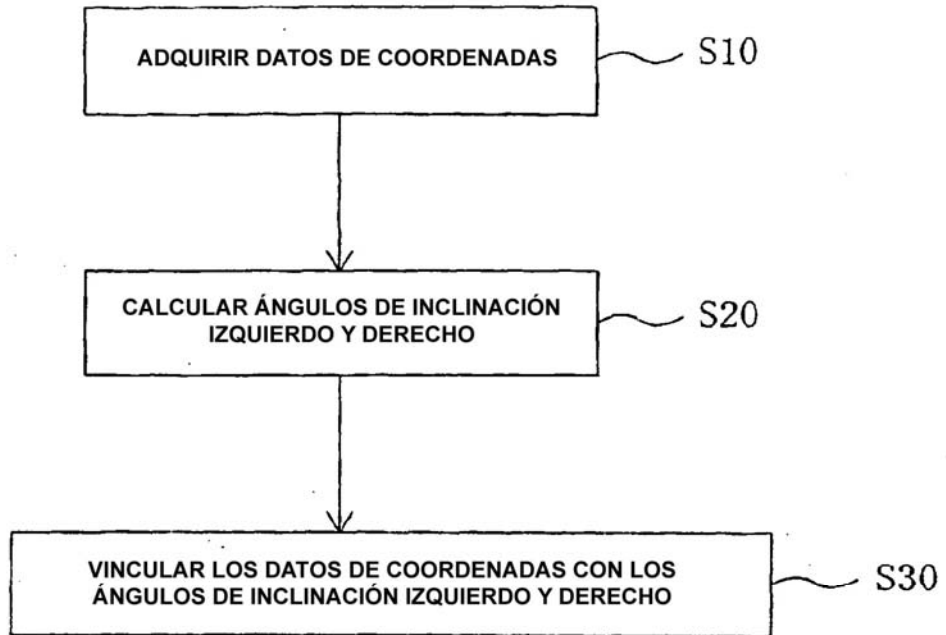 ADQUIRIR DATOS DE COORDENADAS
S10
CALCULAR ÁNGULOS DE INCLINACIÓN
IZQUIERDO Y DERECHO
S20
VINCULAR LOS DATOS DE COORDENADAS CON LOS
ÁNGULOS DE INCLINACIÓN IZQUIERDO Y DERECHO
S30